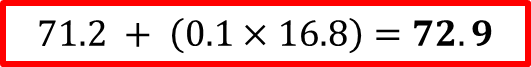 71.2 + (0.1 × 16.8) = 72.9